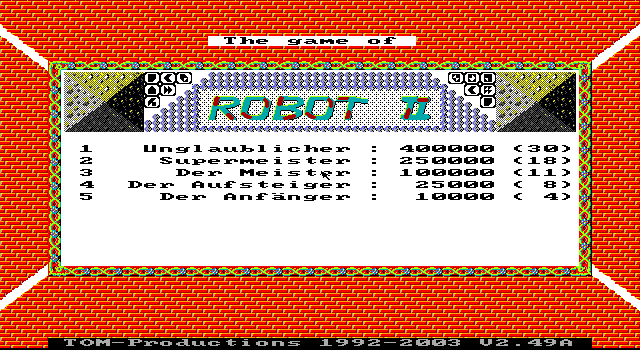 The game of
ROBOT II
1 Unglaublicher : 400000 (30)
2 Supermeister : 250000 (18)
3 Der Meister : 100000 (11)
4 Der Aufsteiger : 25000 ( 8)
5 Der Anfänger : 10000 ( 4)
TOM-Productions 1992-2003 V2.49A